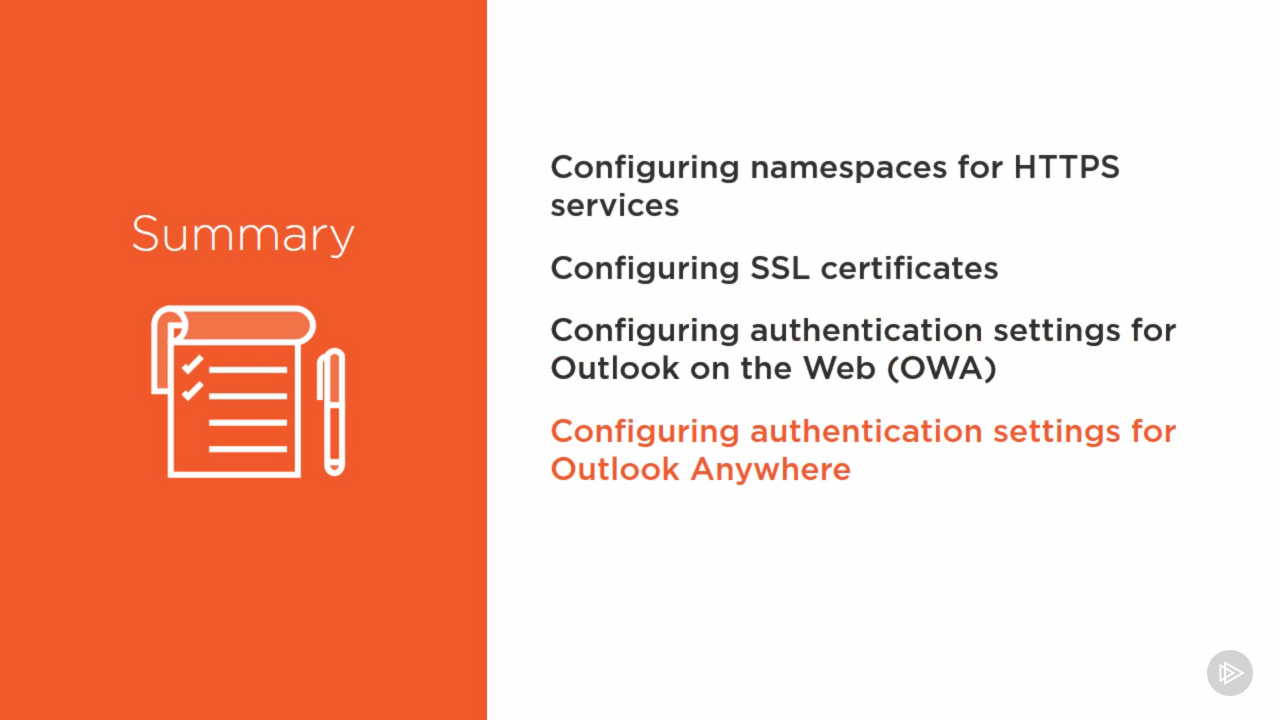 Summary
Configuring namespaces for HTTPS
services
Configuring SSL certificates
Configuring authentication settings for
Outlook on the Web (OWA)
Configuring authentication settings for
Outlook Anywhere